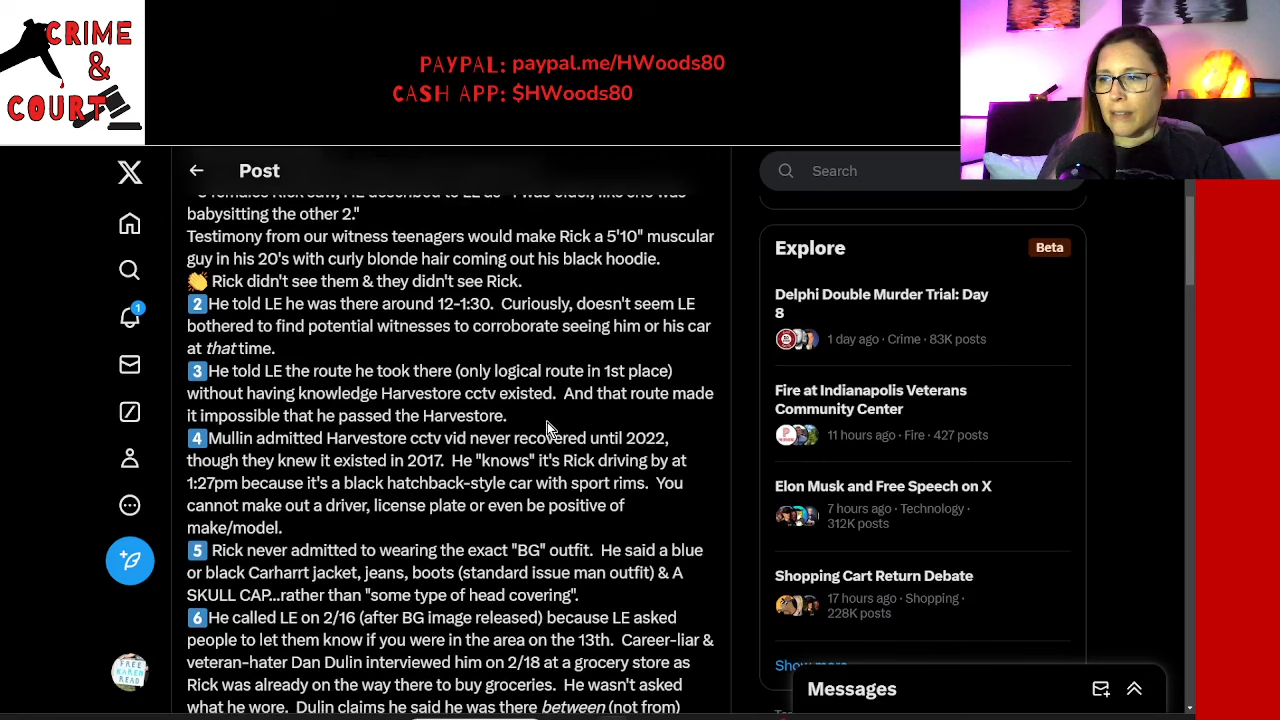 CRIME
&
COURT
PAYPAL: paypal.me/HWoods80
CASH APP: $HWoods80
Post
babysitting the other 2."
Testimony from our witness teenagers would make Rick a 5'10" muscular
guy in his 20's with curly blonde hair coming out his black hoodie.
👏 Rick didn't see them & they didn't see Rick.
2️⃣He told LE he was there around 12-1:30.  Curiously, doesn't seem LE
bothered to find potential witnesses to corroborate seeing him or his car
at that time.
3️⃣He told LE the route he took there (only logical route in 1st place)
without having knowledge Harvestore cctv existed.  And that route made
it impossible that he passed the Harvestore.
4️⃣Mullin admitted Harvestore cctv vid never recovered until 2022,
though they knew it existed in 2017.  He "knows" it's Rick driving by at
1:27pm because it's a black hatchback-style car with sport rims.  You
cannot make out a driver, license plate or even be positive of
make/model.
5️⃣ Rick never admitted to wearing the exact "BG" outfit.  He said a blue
or black Carharrt jacket, jeans, boots (standard issue man outfit) & A
SKULL CAP...rather than "some type of head covering".
6️⃣He called LE on 2/16 (after BG image released) because LE asked
people to let them know if you were in the area on the 13th.  Career-liar &
veteran-hater Dan Dulin interviewed him on 2/18 at a grocery store as
Rick was already on the way there to buy groceries.  He wasn't asked
what he wore.  Dulin claims he said he was there between (not from)
Search
Explore
Beta
Delphi Double Murder Trial: Day
8
1 day ago · Crime · 83K posts
Fire at Indianapolis Veterans
Community Center
11 hours ago · Fire · 427 posts
Elon Musk and Free Speech on X
7 hours ago · Technology ·
312K posts
Shopping Cart Return Debate
17 hours ago · Shopping ·
228K posts
Messages
1
FREE
KAREN
READ